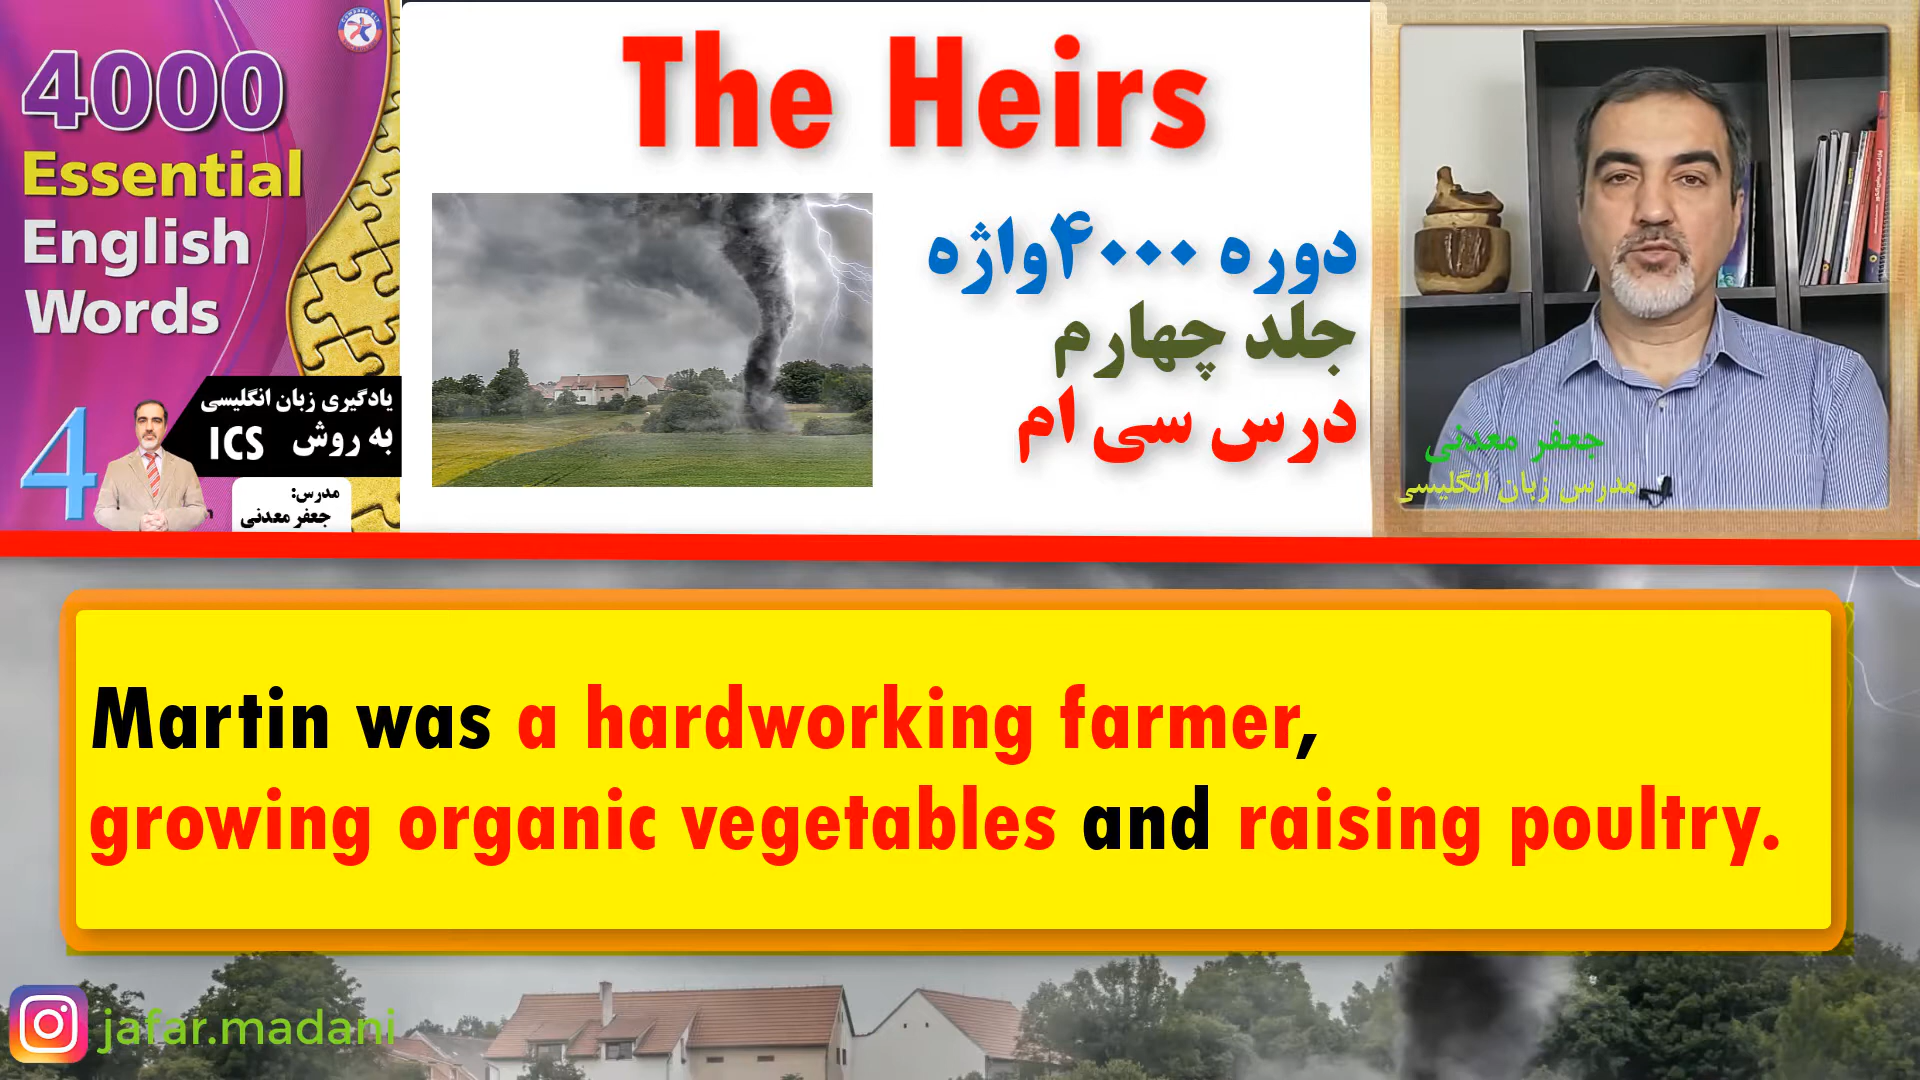 4000
Essential
English
Words
4
یادگیری زبان انگلیسی
به روش ICS
مدرس:
جعفر معدنی
The Heirs
دوره ۴۰۰۰واژه
جلد چهارم
درس سی ام
جعفر معدنی
مدرس زبان انگلیسی
Martin was a hardworking farmer,
growing organic vegetables and raising poultry.
jafar.madani